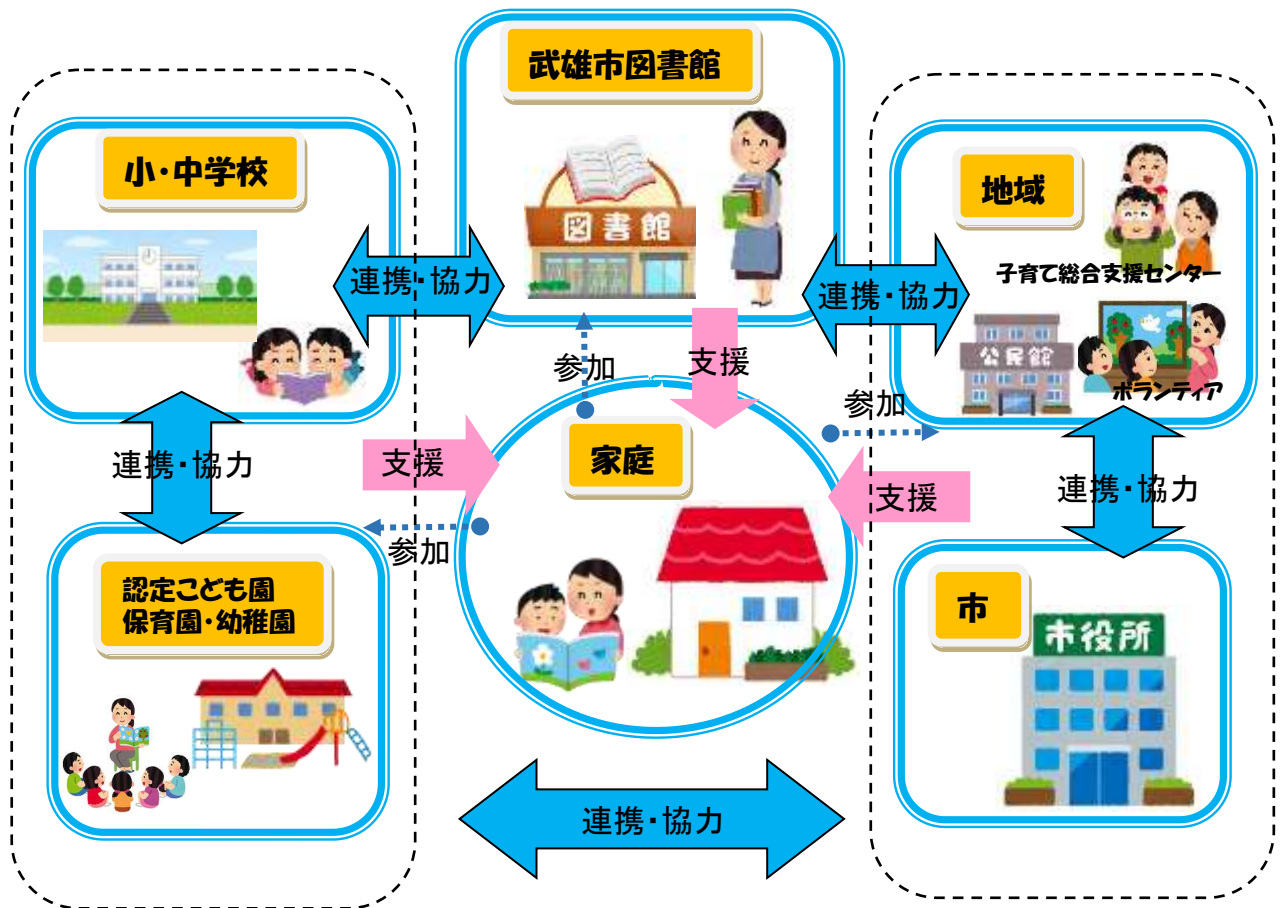 武雄市図書館
図書館
小・中学校
地域
子育て総合支援センター
公民館
ボランティア
連携・協力
連携・協力
参加
支援
参加
家庭
連携・協力
支援
支援
連携・協力
参加
認定こども園
保育園・幼稚園
市
市役所
連携・協力